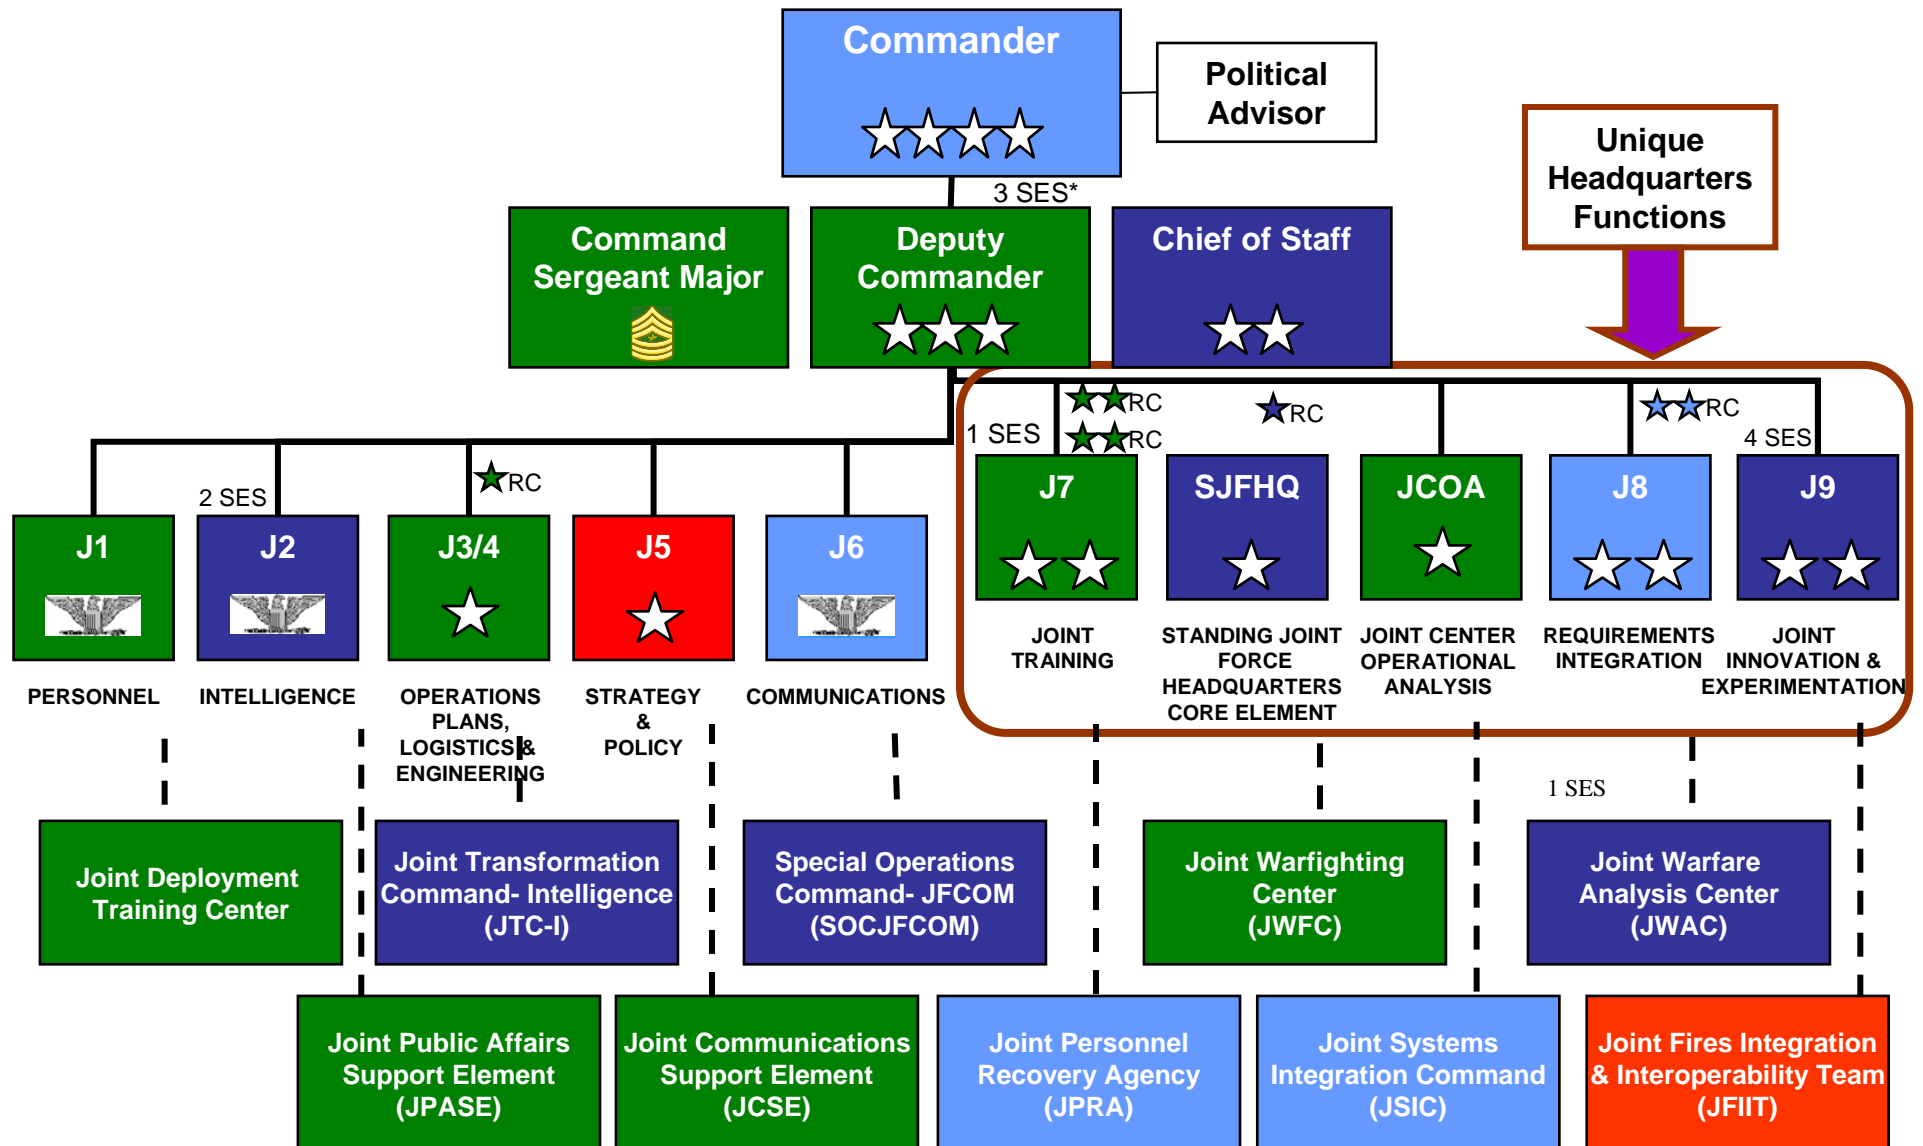 Commander
Political
Advisor
Unique
Headquarters
Functions
3 SES*
Command
Sergeant Major
Deputy
Commander
Chief of Staff
RC
RC
RC
RC
1 SES
4 SES
RC
2 SES
J7
SJFHQ
JCOA
J8
J9
J1
J2
J3/4
J5
J6
JOINT
TRAINING
STANDING JOINT
FORCE
HEADQUARTERS
CORE ELEMENT
JOINT CENTER
OPERATIONAL
ANALYSIS
REQUIREMENTS
INTEGRATION
JOINT
INNOVATION &
EXPERIMENTATION
PERSONNEL
INTELLIGENCE
OPERATIONS
PLANS,
LOGISTICS &
ENGINEERING
STRATEGY
&
POLICY
COMMUNICATIONS
1 SES
Joint Deployment
Training Center
Joint Transformation
Command- Intelligence
(JTC-I)
Special Operations
Command- JFCOM
(SOCJFCOM)
Joint Warfighting
Center
(JWFC)
Joint Warfare
Analysis Center
(JWAC)
Joint Public Affairs
Support Element
(JPASE)
Joint Communications
Support Element
(JCSE)
Joint Personnel
Recovery Agency
(JPRA)
Joint Systems
Integration Command
(JSIC)
Joint Fires Integration
& Interoperability Team
(JFIIT)